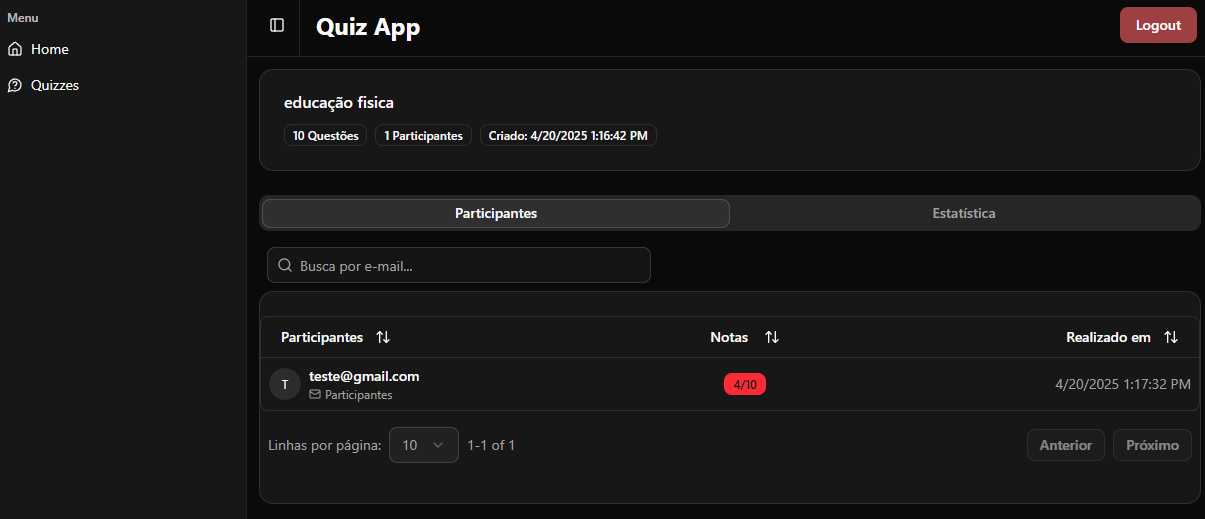 Menu
Home
Quizzes
Quiz App
Logout
educação fisica
10 Questões 1 Participantes Criado: 4/20/2025 1:16:42 PM
Participantes Estatística
Busca por e-mail...
Participantes Notas Realizado em
T teste@gmail.com 4/10 4/20/2025 1:17:32 PM
Participantes
Linhas por página: 10 1-1 of 1 Anterior Próximo